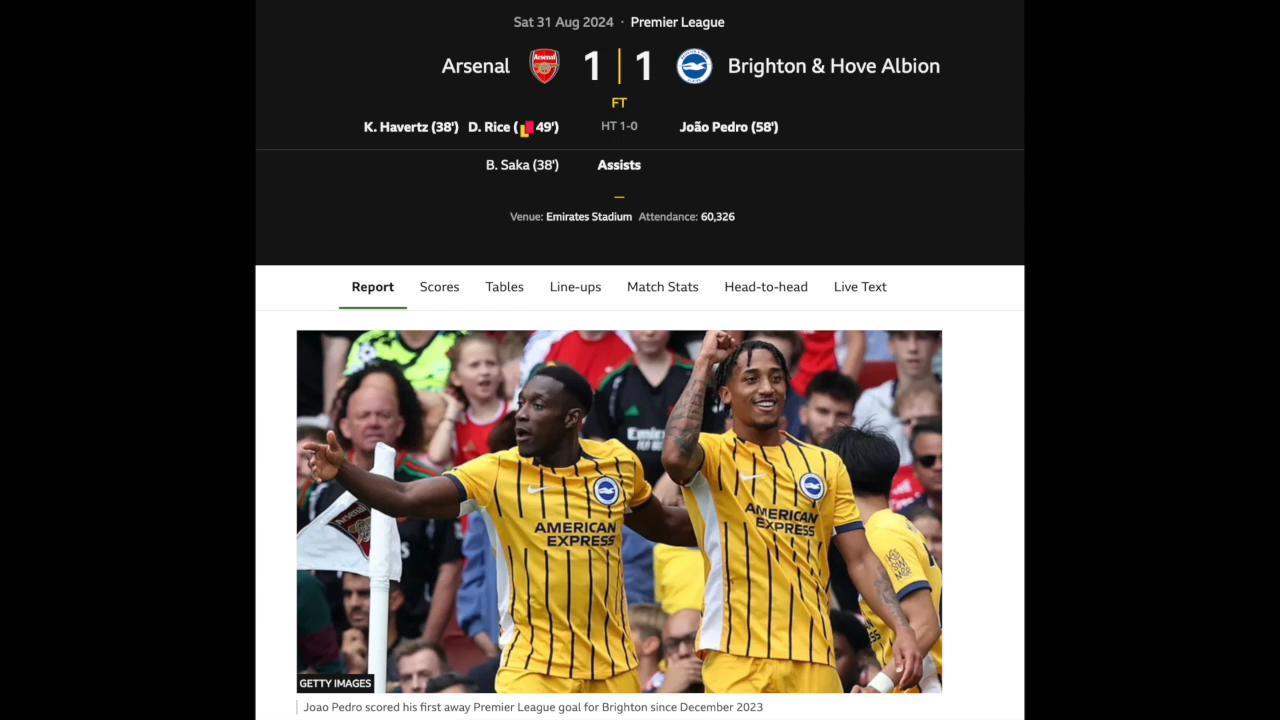 Sat 31 Aug 2024 · Premier League
Arsenal 1 1 Brighton & Hove Albion
FT
K. Havertz (38') D. Rice (49') HT 1-0 João Pedro (58')
B. Saka (38') Assists
Venue: Emirates Stadium Attendance: 60,326
Report Scores Tables Line-ups Match Stats Head-to-head Live Text
Emirates
AMERICAN
EXPRESS
AMERICAN
EXPRESS
Arsenal
GETTY IMAGES
Joao Pedro scored his first away Premier League goal for Brighton since December 2023